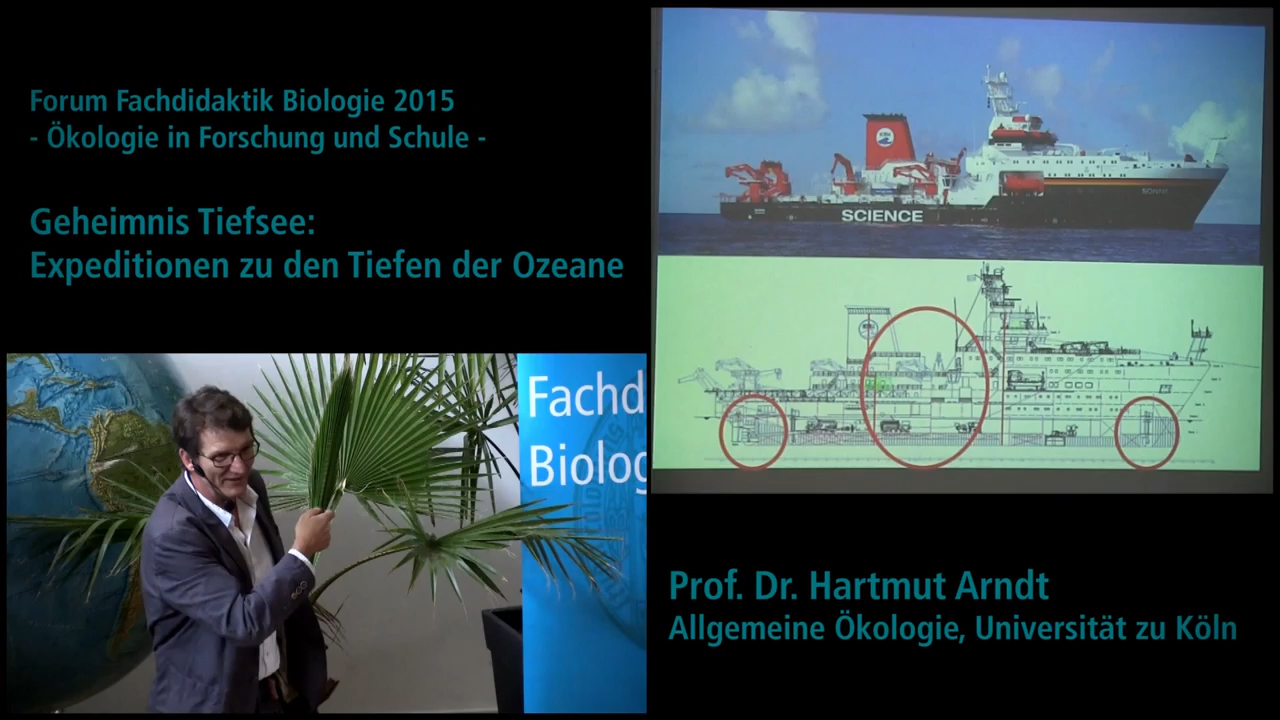 Forum Fachdidaktik Biologie 2015
- Ökologie in Forschung und Schule -
Geheimnis Tiefsee:
Expeditionen zu den Tiefen der Ozeane
SCIENCE
SONNE
Fachd
Biolog
Prof. Dr. Hartmut Arndt
Allgemeine Ökologie, Universität zu Köln